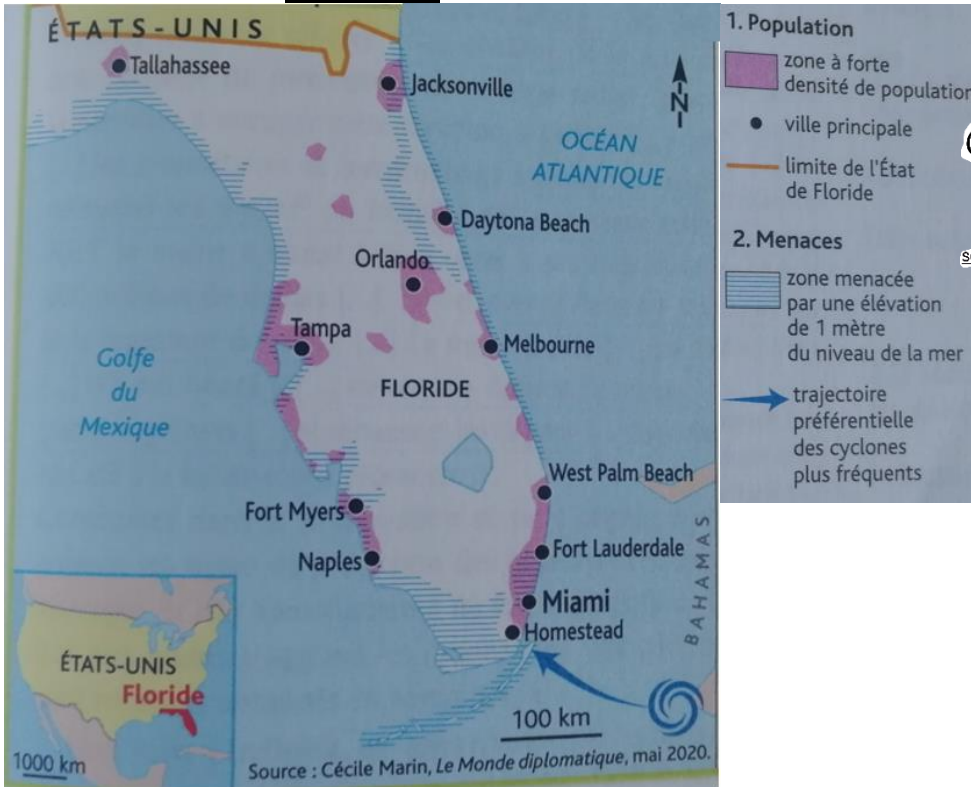 ÉTATS-UNIS
Tallahassee
Jacksonville
N
OCÉAN
ATLANTIQUE
Daytona Beach
Orlando
Tampa
Melbourne
Golfe
du
Mexique
FLORIDE
West Palm Beach
Fort Myers
Fort Lauderdale
Naples
BAHAMAS
Miami
Homestead
ÉTATS-UNIS
Floride
100 km
1000 km
Source : Cécile Marin, Le Monde diplomatique, mai 2020.
1. Population
zone à forte
densité de population
ville principale
limite de l'État
de Floride
2. Menaces
zone menacée
par une élévation
de 1 mètre
du niveau de la mer
trajectoire
préférentielle
des cyclones
plus fréquents